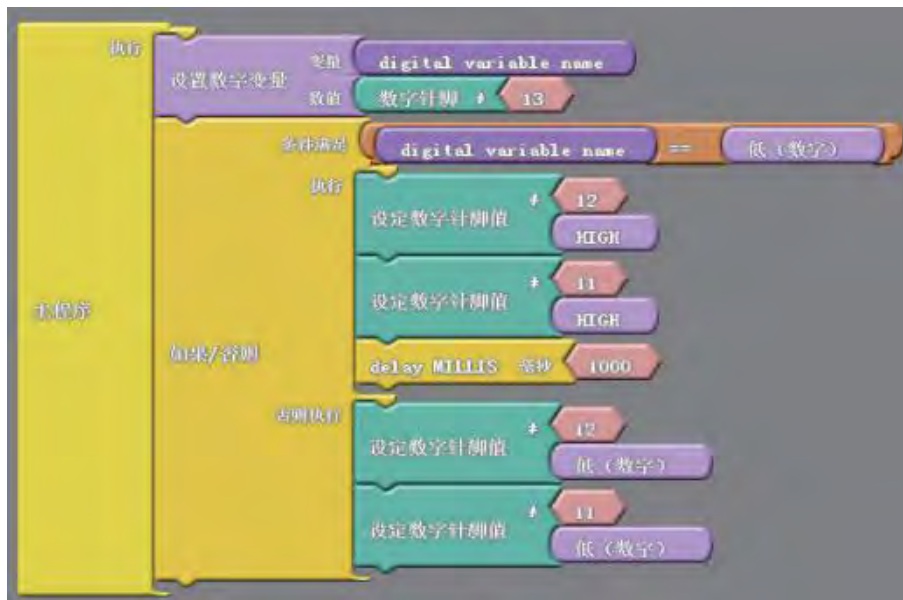 执行
变量
digital variable name
设置数字变量
数值
数字针脚 # 13
条件满足
digital variable name == 低（数字）
执行
# 12
设定数字针脚值
HIGH
# 11
设定数字针脚值
HIGH
主程序
如果/否则
delay MILLIS 毫秒 1000
否则执行
# 12
设定数字针脚值
低（数字）
# 11
设定数字针脚值
低（数字）